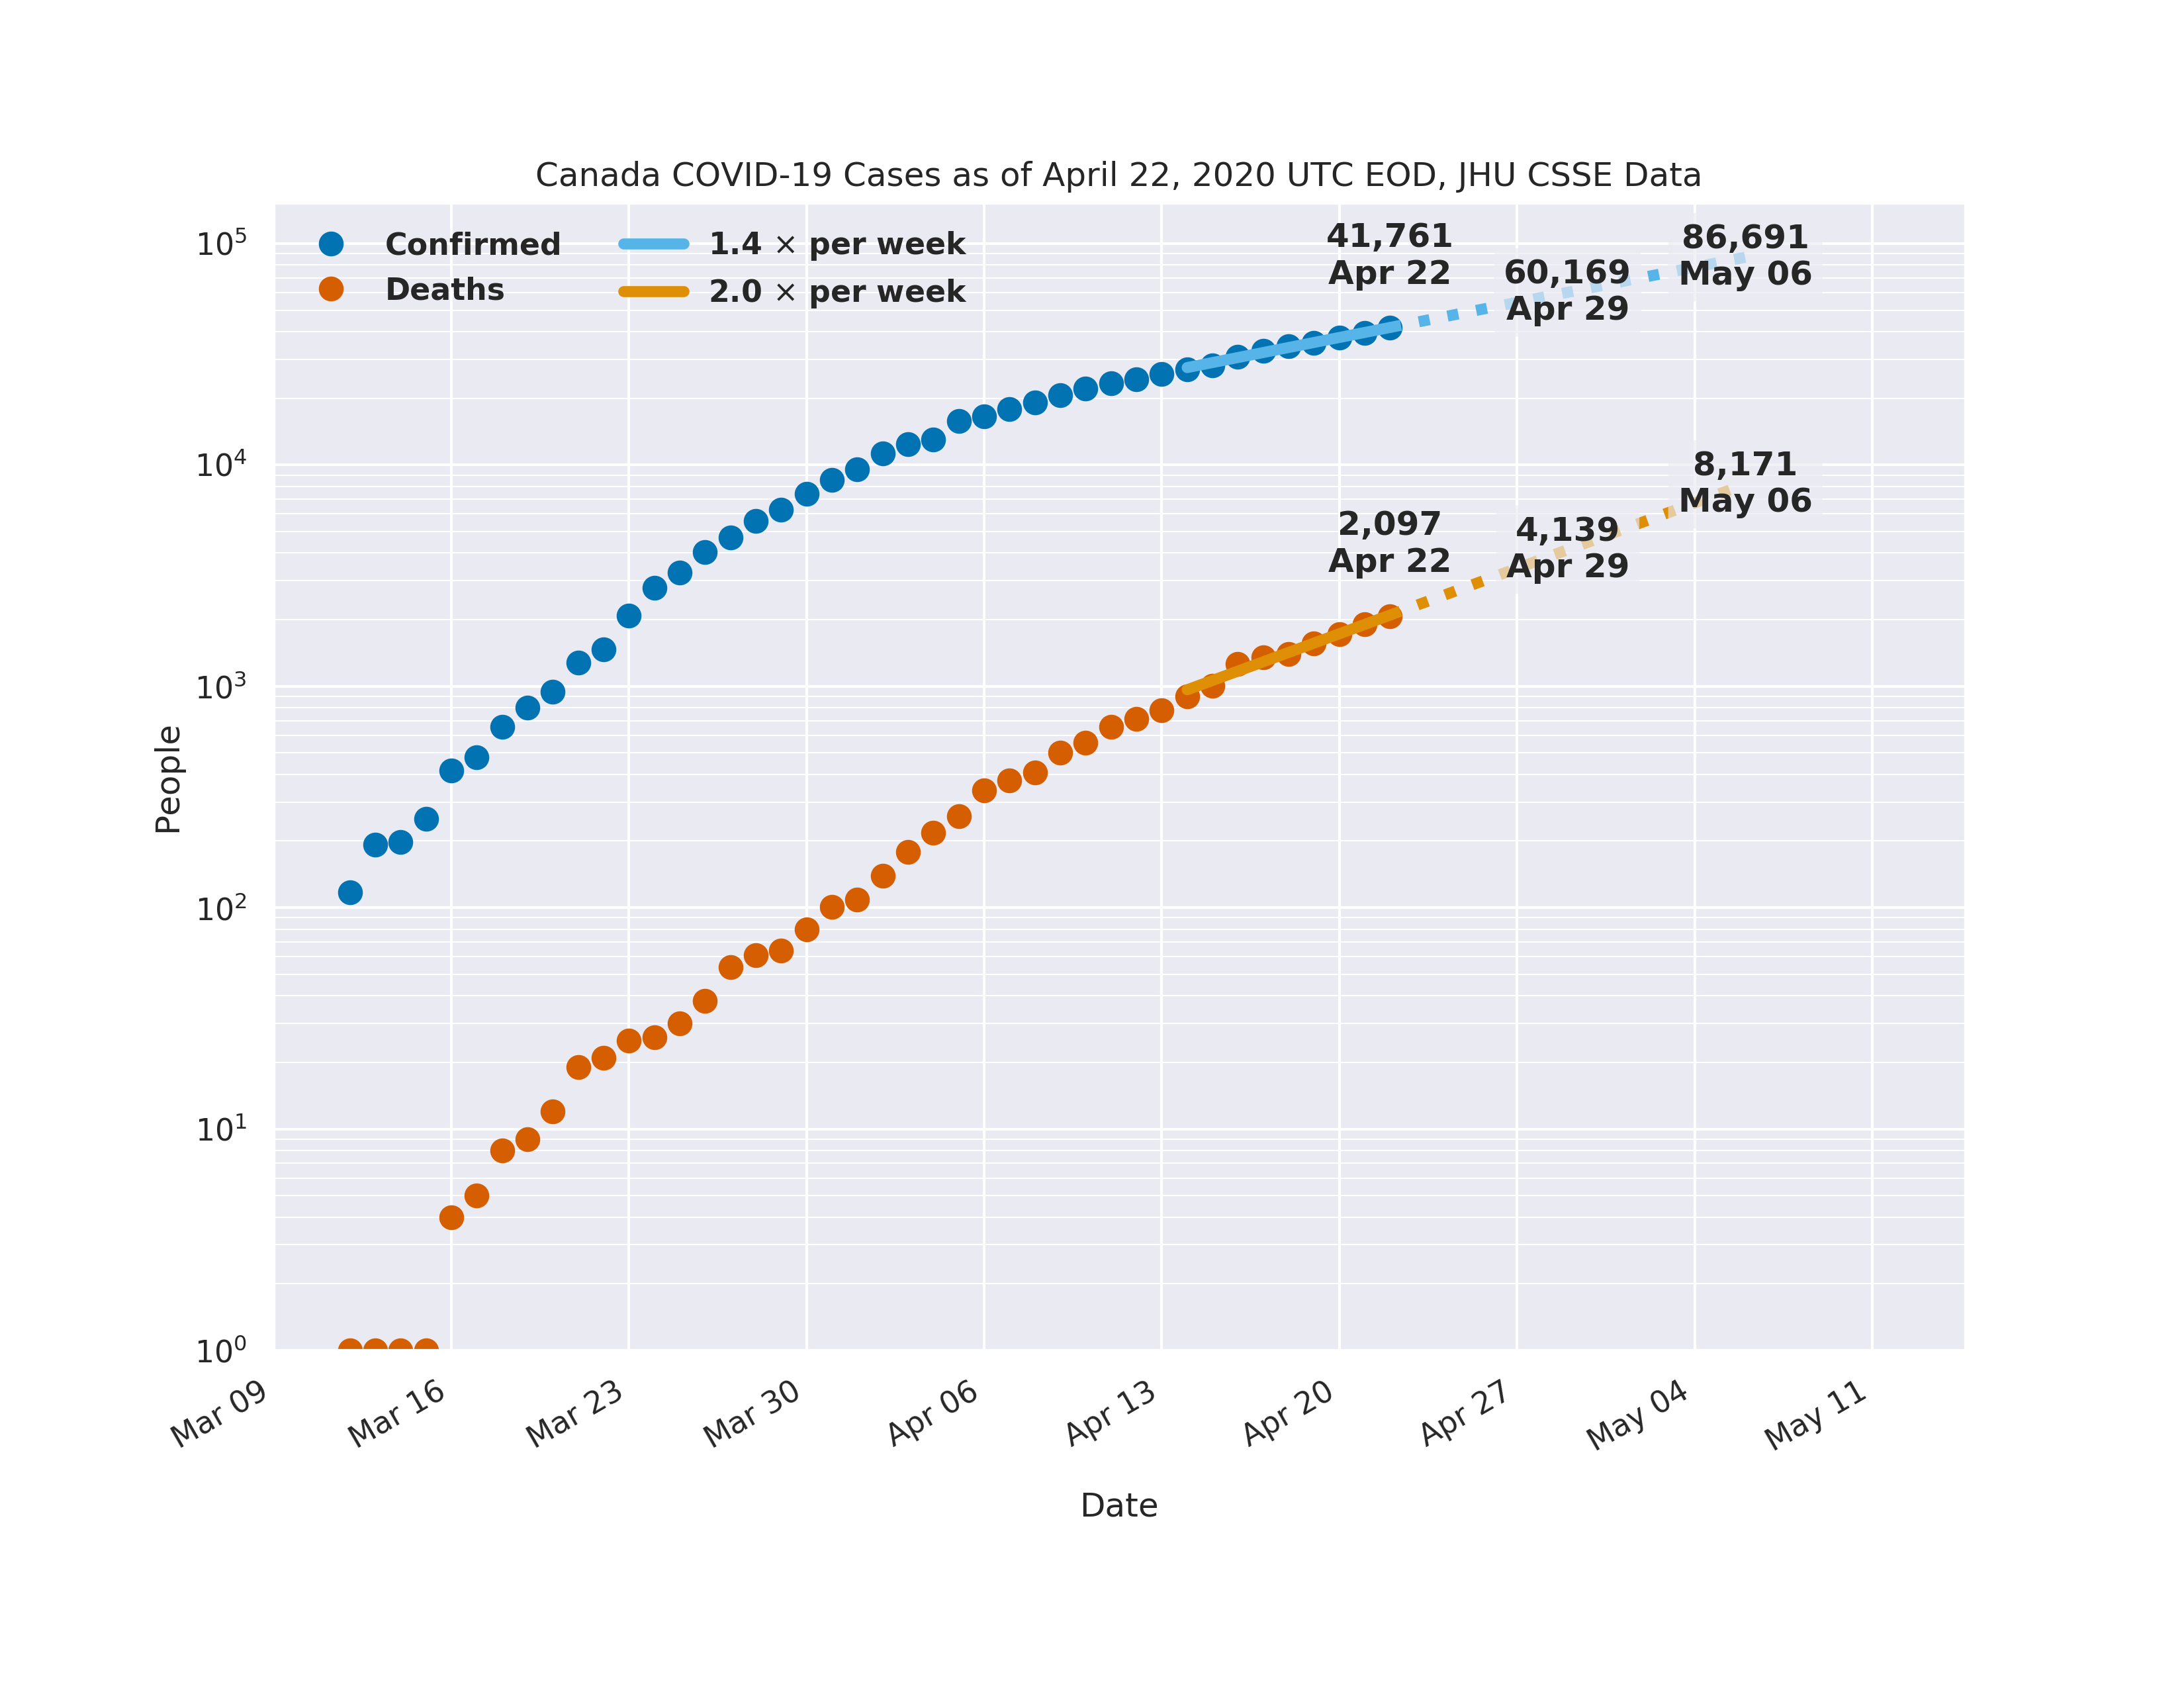 Canada COVID-19 Cases as of April 22, 2020 UTC EOD, JHU CSSE Data
Confirmed
Deaths
1.4 × per week
2.0 × per week
41,761
Apr 22
60,169
Apr 29
86,691
May 06
2,097
Apr 22
4,139
Apr 29
8,171
May 06
People
10⁵
10⁴
10³
10²
10¹
10⁰
Mar 09
Mar 16
Mar 23
Mar 30
Apr 06
Apr 13
Apr 20
Apr 27
May 04
May 11
Date